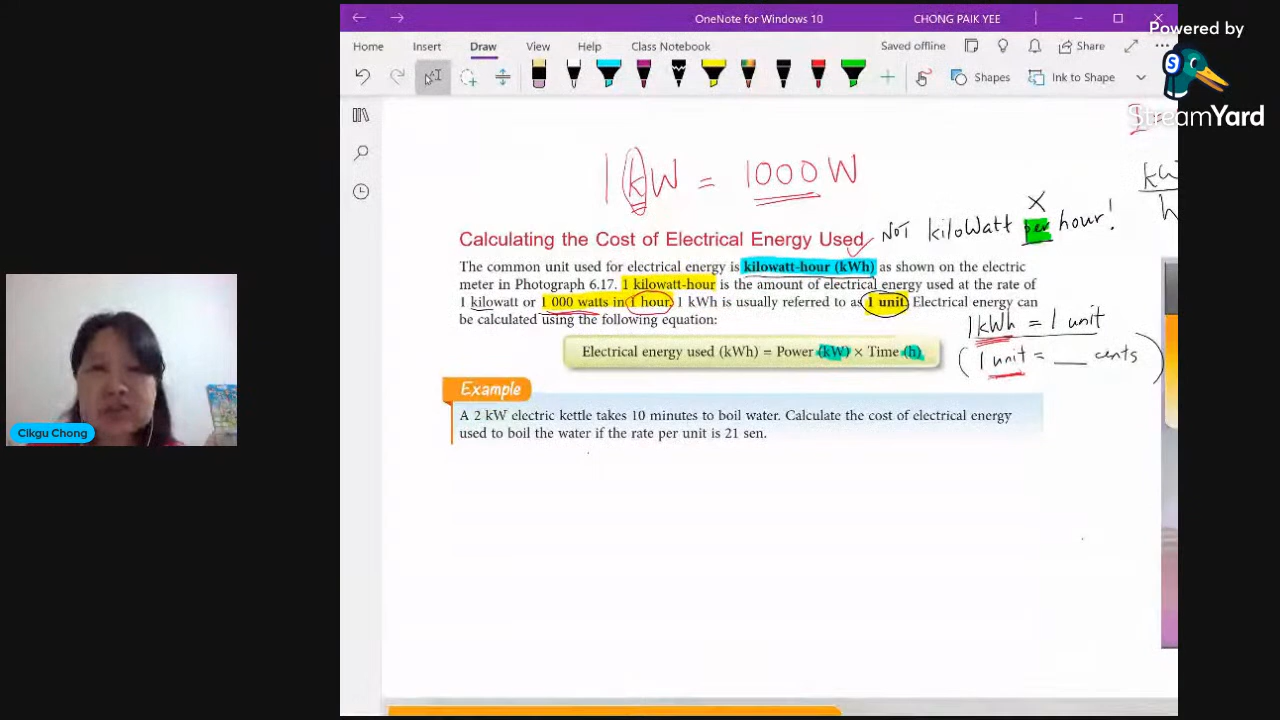 OneNote for Windows 10
CHONG PAIK YEE
Powered by
StreamYard
Home Insert Draw View Help Class Notebook
Saved offline
Share
Shapes
Ink to Shape
1 kW = 1000 W
kW
h
X
NOT kiloWatt per hour!
Calculating the Cost of Electrical Energy Used
The common unit used for electrical energy is kilowatt-hour (kWh) as shown on the electric
meter in Photograph 6.17. 1 kilowatt-hour is the amount of electrical energy used at the rate of
1 kilowatt or 1 000 watts in 1 hour. 1 kWh is usually referred to as 1 unit. Electrical energy can
be calculated using the following equation:
1 kWh = 1 unit
(1 unit = ___ cents)
Electrical energy used (kWh) = Power (kW) × Time (h)
Example
A 2 kW electric kettle takes 10 minutes to boil water. Calculate the cost of electrical energy
used to boil the water if the rate per unit is 21 sen.
Cikgu Chong